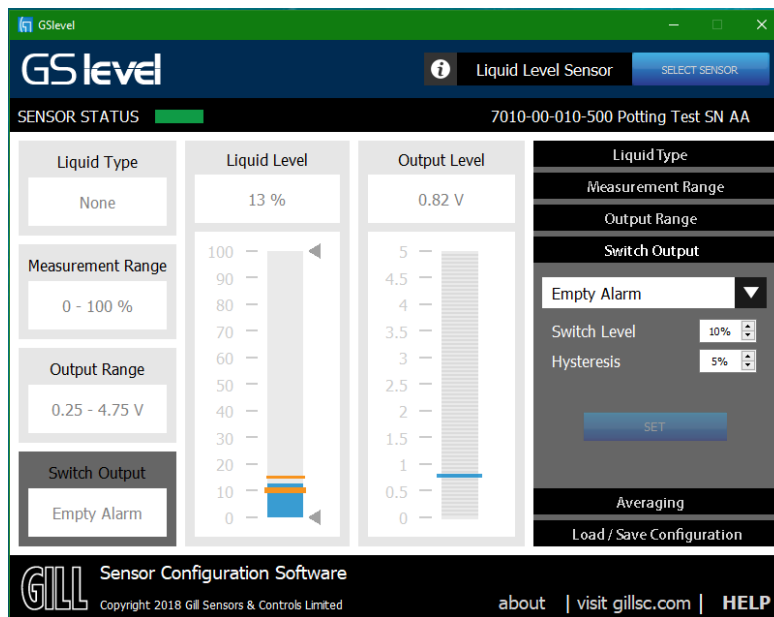 GSlevel
GS level
Liquid Level Sensor
SELECT SENSOR
SENSOR STATUS
7010-00-010-500 Potting Test SN AA
Liquid Type
None
Measurement Range
0 - 100 %
Output Range
0.25 - 4.75 V
Switch Output
Empty Alarm
Liquid Level
13 %
100
90
80
70
60
50
40
30
20
10
0
Output Level
0.82 V
5
4.5
4
3.5
3
2.5
2
1.5
1
0.5
0
Liquid Type
Measurement Range
Output Range
Switch Output
Empty Alarm
Switch Level 10%
Hysteresis 5%
SET
Averaging
Load / Save Configuration
GILL
Sensor Configuration Software
Copyright 2018 Gill Sensors & Controls Limited
about | visit gillsc.com | HELP